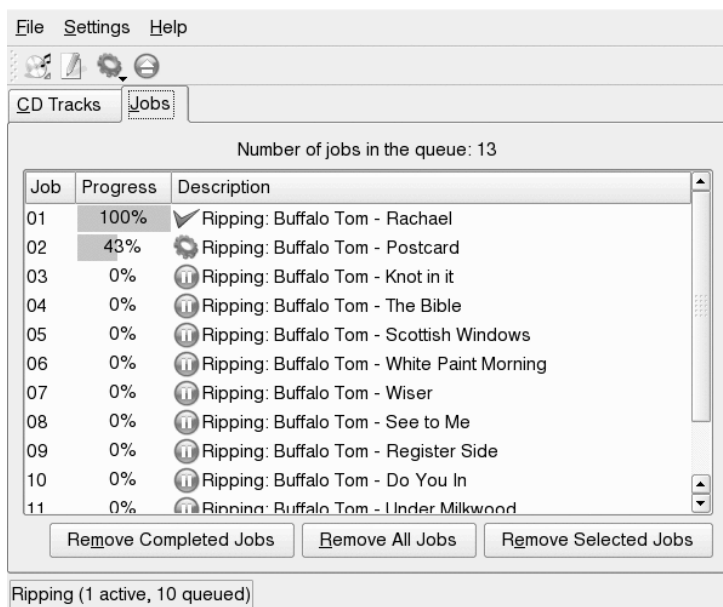 File Settings Help
CD Tracks Jobs
Number of jobs in the queue: 13
Job Progress Description
01 100% Ripping: Buffalo Tom - Rachael
02 43% Ripping: Buffalo Tom - Postcard
03 0% Ripping: Buffalo Tom - Knot in it
04 0% Ripping: Buffalo Tom - The Bible
05 0% Ripping: Buffalo Tom - Scottish Windows
06 0% Ripping: Buffalo Tom - White Paint Morning
07 0% Ripping: Buffalo Tom - Wiser
08 0% Ripping: Buffalo Tom - See to Me
09 0% Ripping: Buffalo Tom - Register Side
10 0% Ripping: Buffalo Tom - Do You In
11 0% Ripping: Buffalo Tom - Under Milkwood
Remove Completed Jobs Remove All Jobs Remove Selected Jobs
Ripping (1 active, 10 queued)